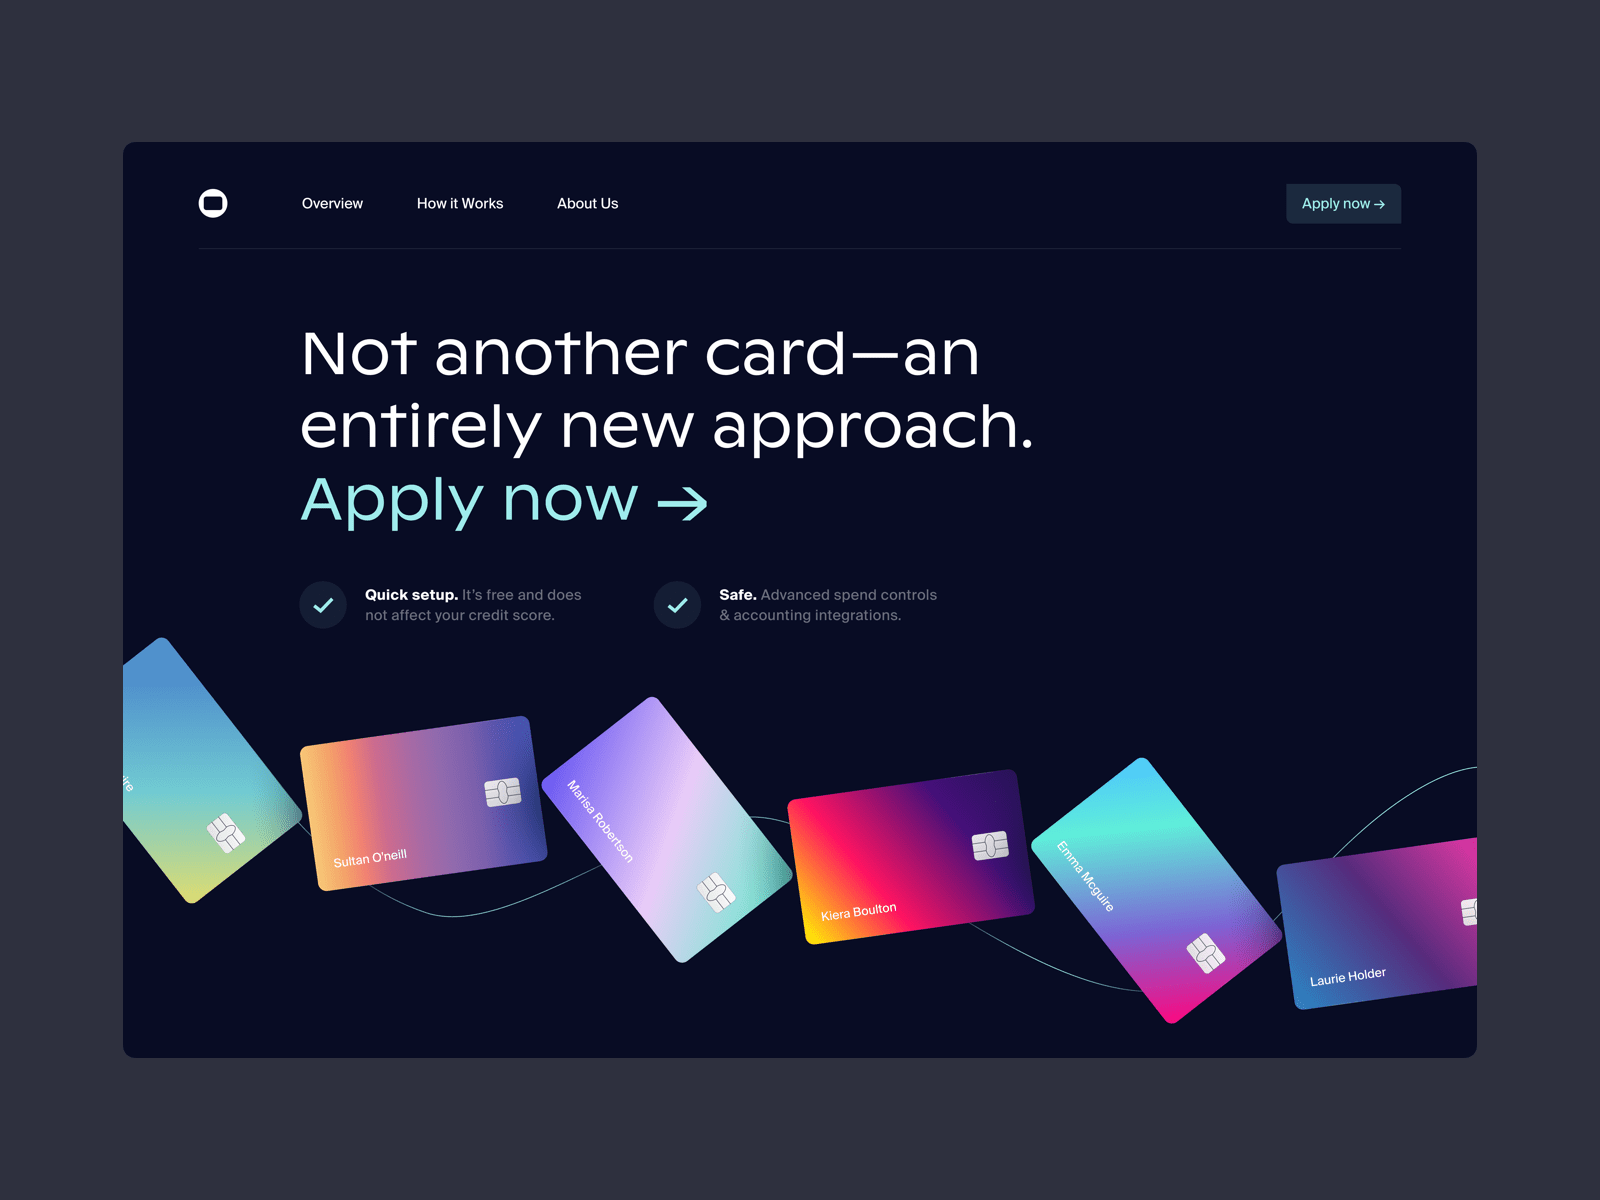 Overview
How it Works
About Us
Apply now →
Not another card—an
entirely new approach.
Apply now →
Quick setup. It's free and does
not affect your credit score.
Safe. Advanced spend controls
& accounting integrations.
Sultan O'neill
Marisa Robertson
Kiera Boulton
Emma Mcguire
Laurie Holder